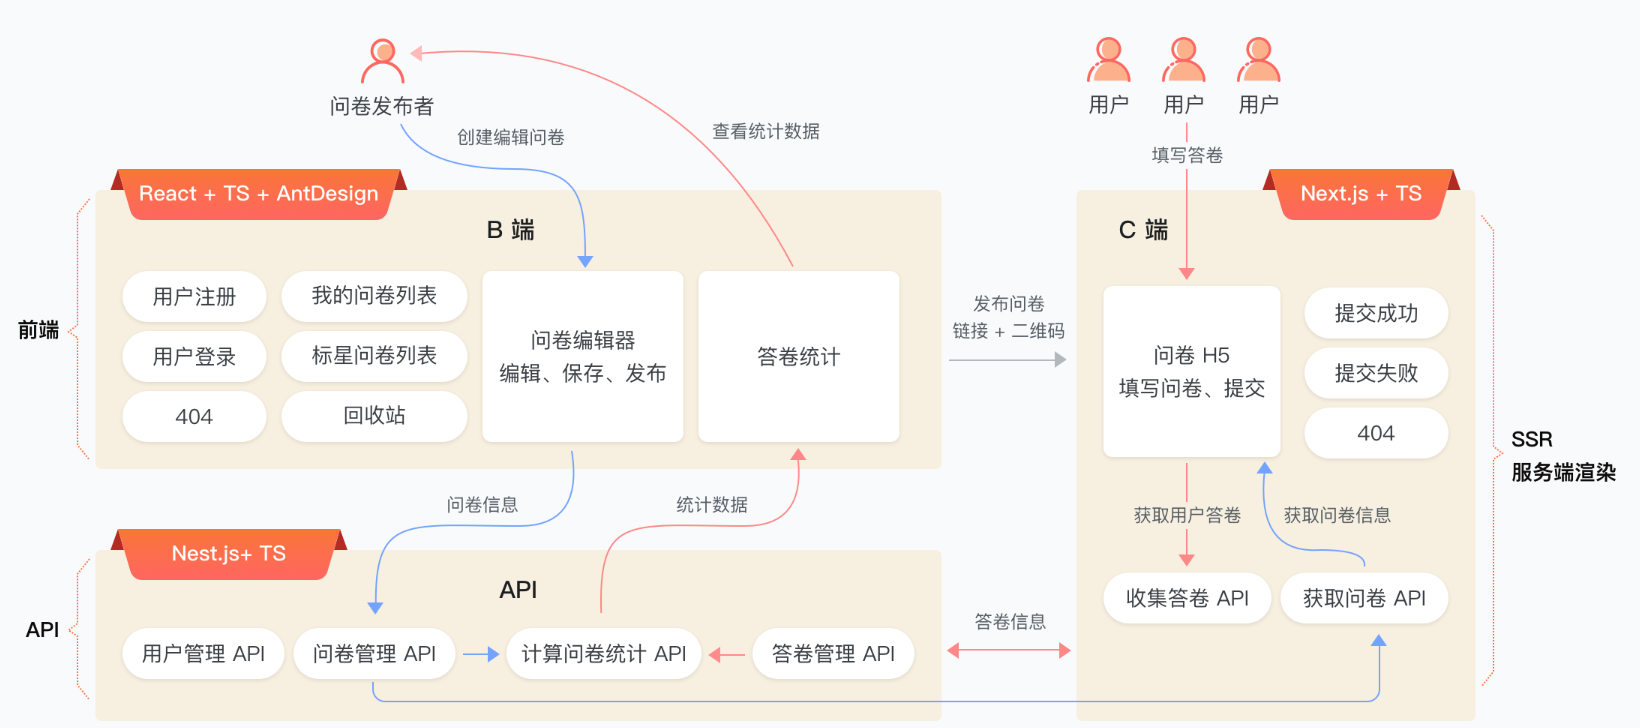 问卷发布者
创建编辑问卷
查看统计数据
用户
用户
用户
填写答卷
React + TS + AntDesign
B 端
前端
用户注册
我的问卷列表
用户登录
标星问卷列表
404
回收站
问卷编辑器
编辑、保存、发布
答卷统计
发布问卷
链接 + 二维码
Next.js + TS
C 端
问卷 H5
填写问卷、提交
提交成功
提交失败
404
SSR
服务端渲染
获取用户答卷
获取问卷信息
收集答卷 API
获取问卷 API
问卷信息
统计数据
Nest.js+ TS
API
API
用户管理 API
问卷管理 API
计算问卷统计 API
答卷管理 API
答卷信息